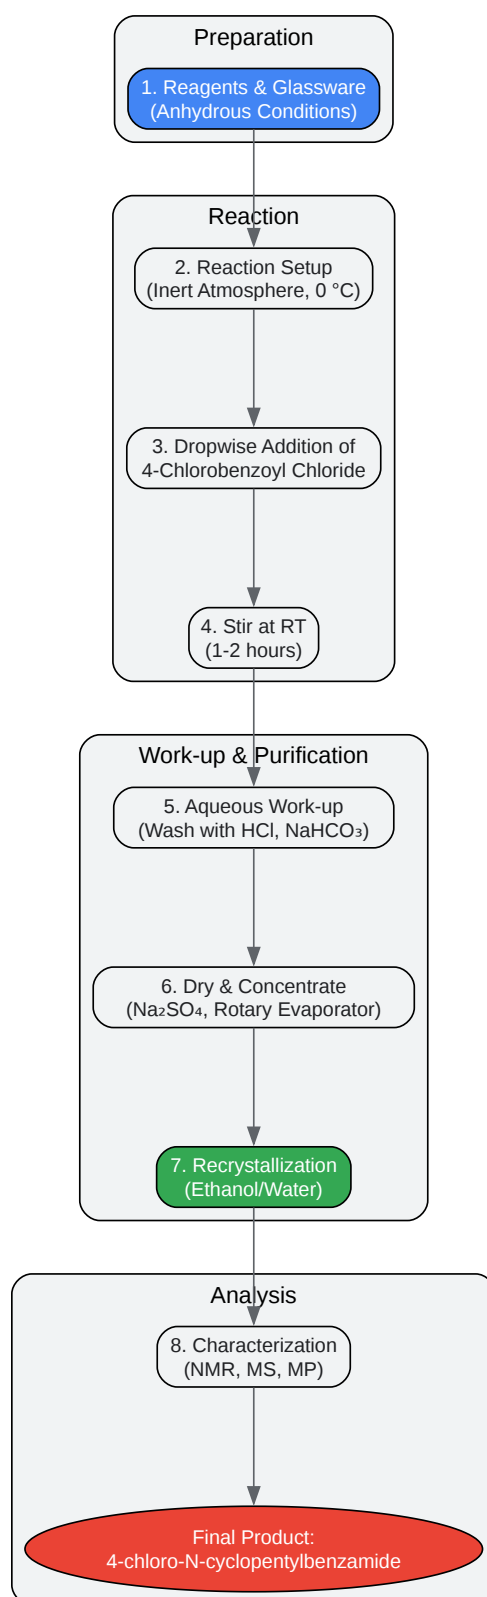 Preparation
1. Reagents & Glassware
(Anhydrous Conditions)
Reaction
2. Reaction Setup
(Inert Atmosphere, 0 °C)
3. Dropwise Addition of
4-Chlorobenzoyl Chloride
4. Stir at RT
(1-2 hours)
Work-up & Purification
5. Aqueous Work-up
(Wash with HCl, NaHCO₃)
6. Dry & Concentrate
(Na₂SO₄, Rotary Evaporator)
7. Recrystallization
(Ethanol/Water)
Analysis
8. Characterization
(NMR, MS, MP)
Final Product:
4-chloro-N-cyclopentylbenzamide